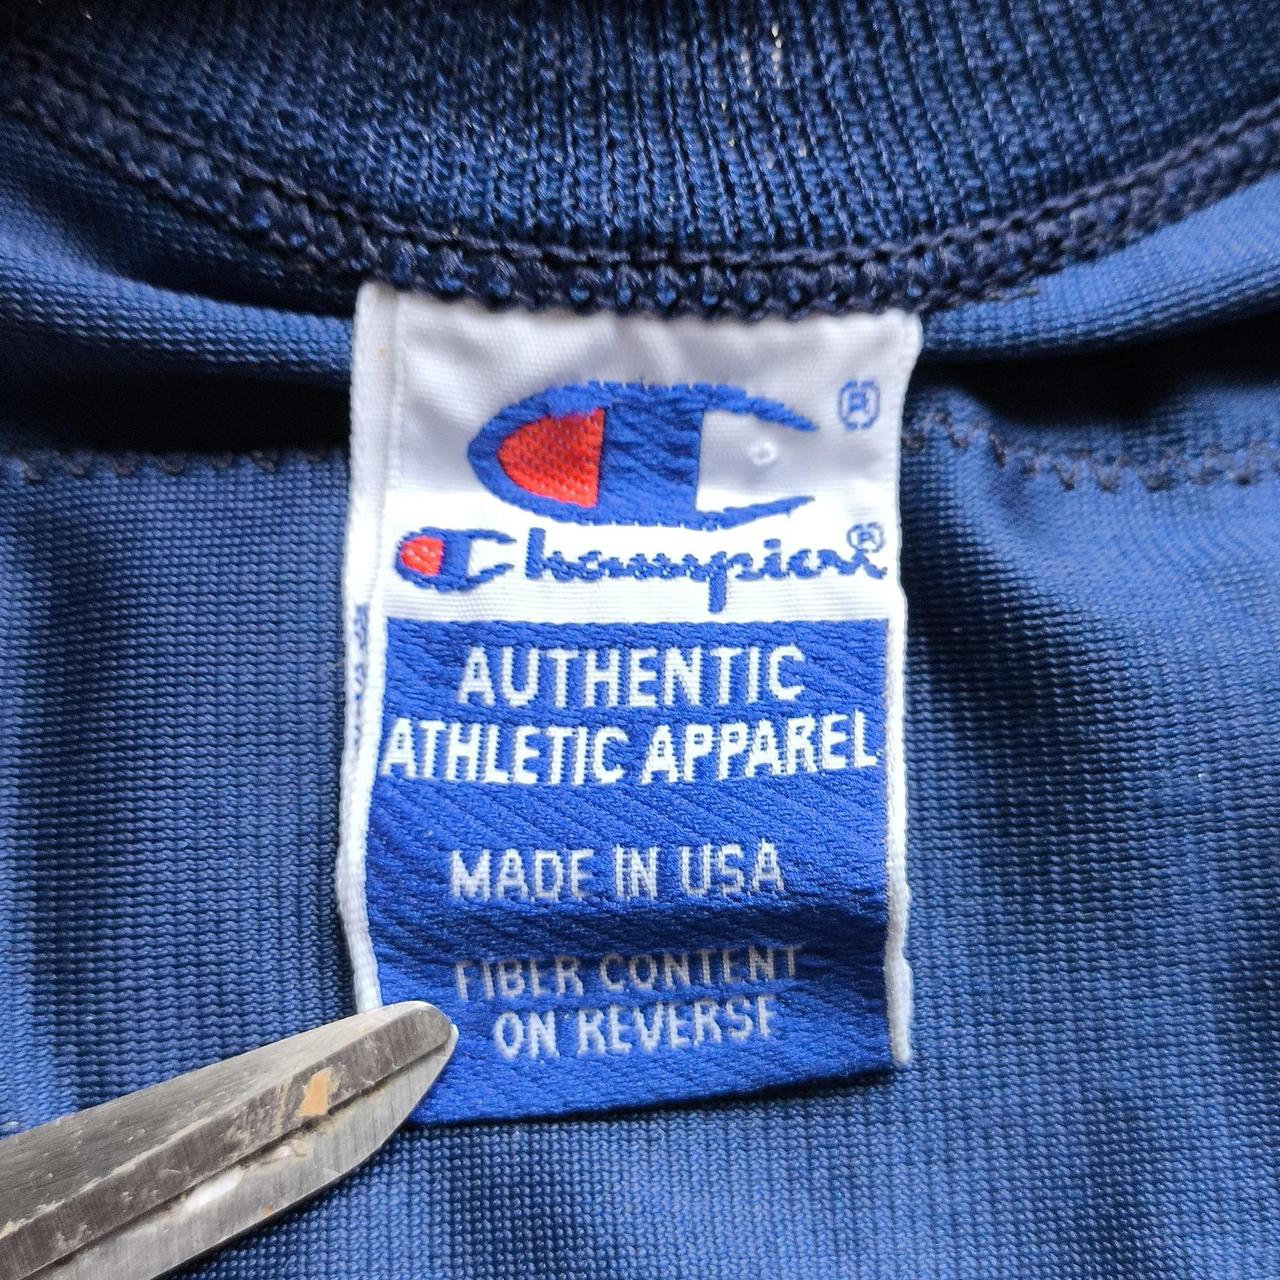 ®
Champion®
AUTHENTIC
ATHLETIC APPAREL
MADE IN USA
FIBER CONTENT
ON REVERSE